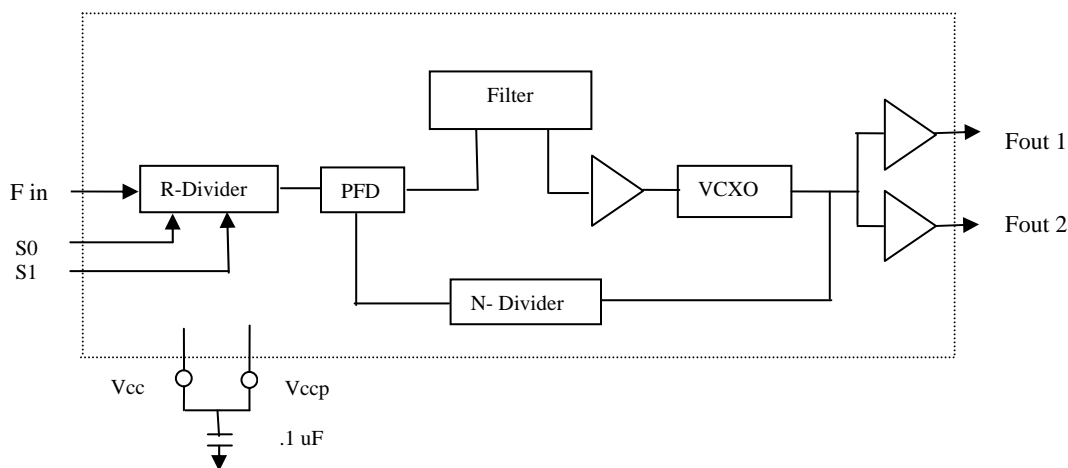 Filter
Fout 1
F in
R-Divider
PFD
VCXO
Fout 2
S0
S1
N- Divider
Vcc
Vccp
.1 uF